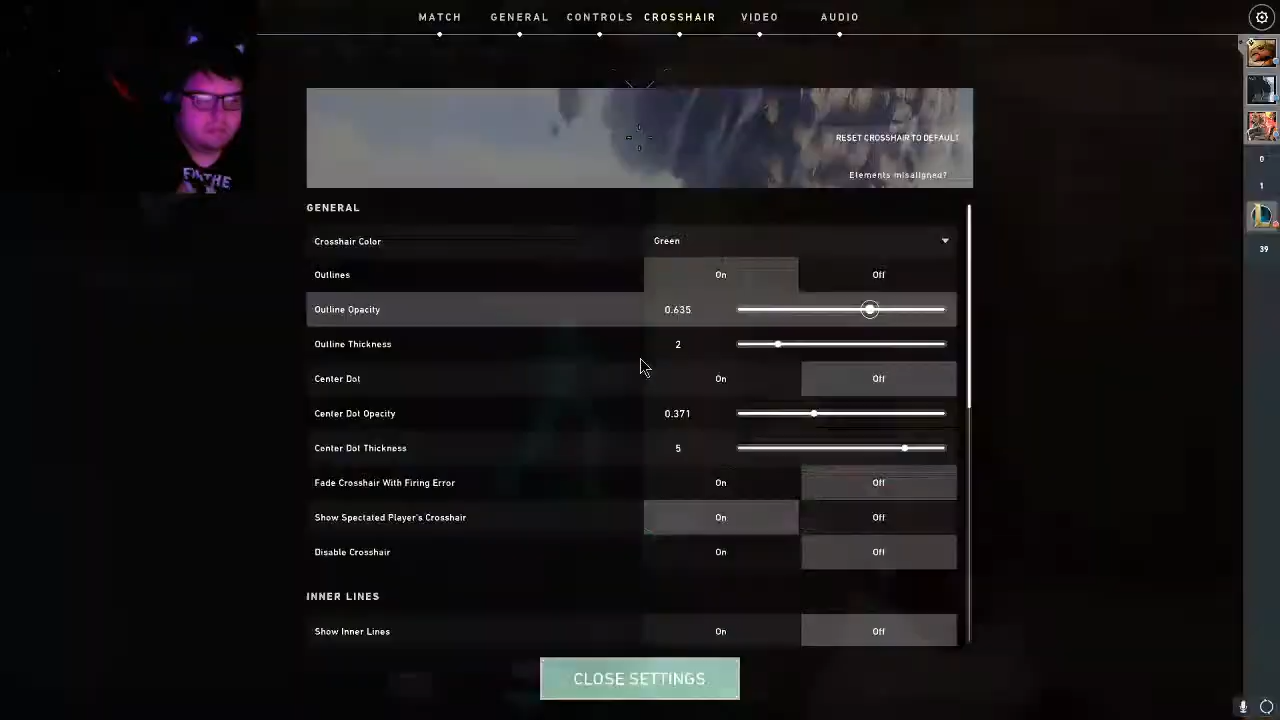 MATCH GENERAL CONTROLS CROSSHAIR VIDEO AUDIO
RESET CROSSHAIR TO DEFAULT
Elements misaligned?
GENERAL
Crosshair Color Green
Outlines On Off
Outline Opacity 0.635
Outline Thickness 2
Center Dot On Off
Center Dot Opacity 0.371
Center Dot Thickness 5
Fade Crosshair With Firing Error On Off
Show Spectated Player's Crosshair On Off
Disable Crosshair On Off
INNER LINES
Show Inner Lines On Off
CLOSE SETTINGS
0
1
39